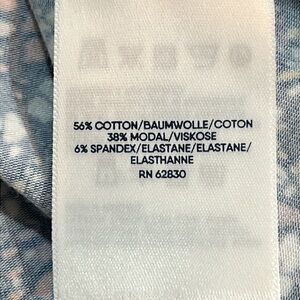 56% COTTON/BAUMWOLLE/COTON
38% MODAL/VISKOSE
6% SPANDEX/ELASTANE/ELASTANE/
ELASTHANNE
RN 62830